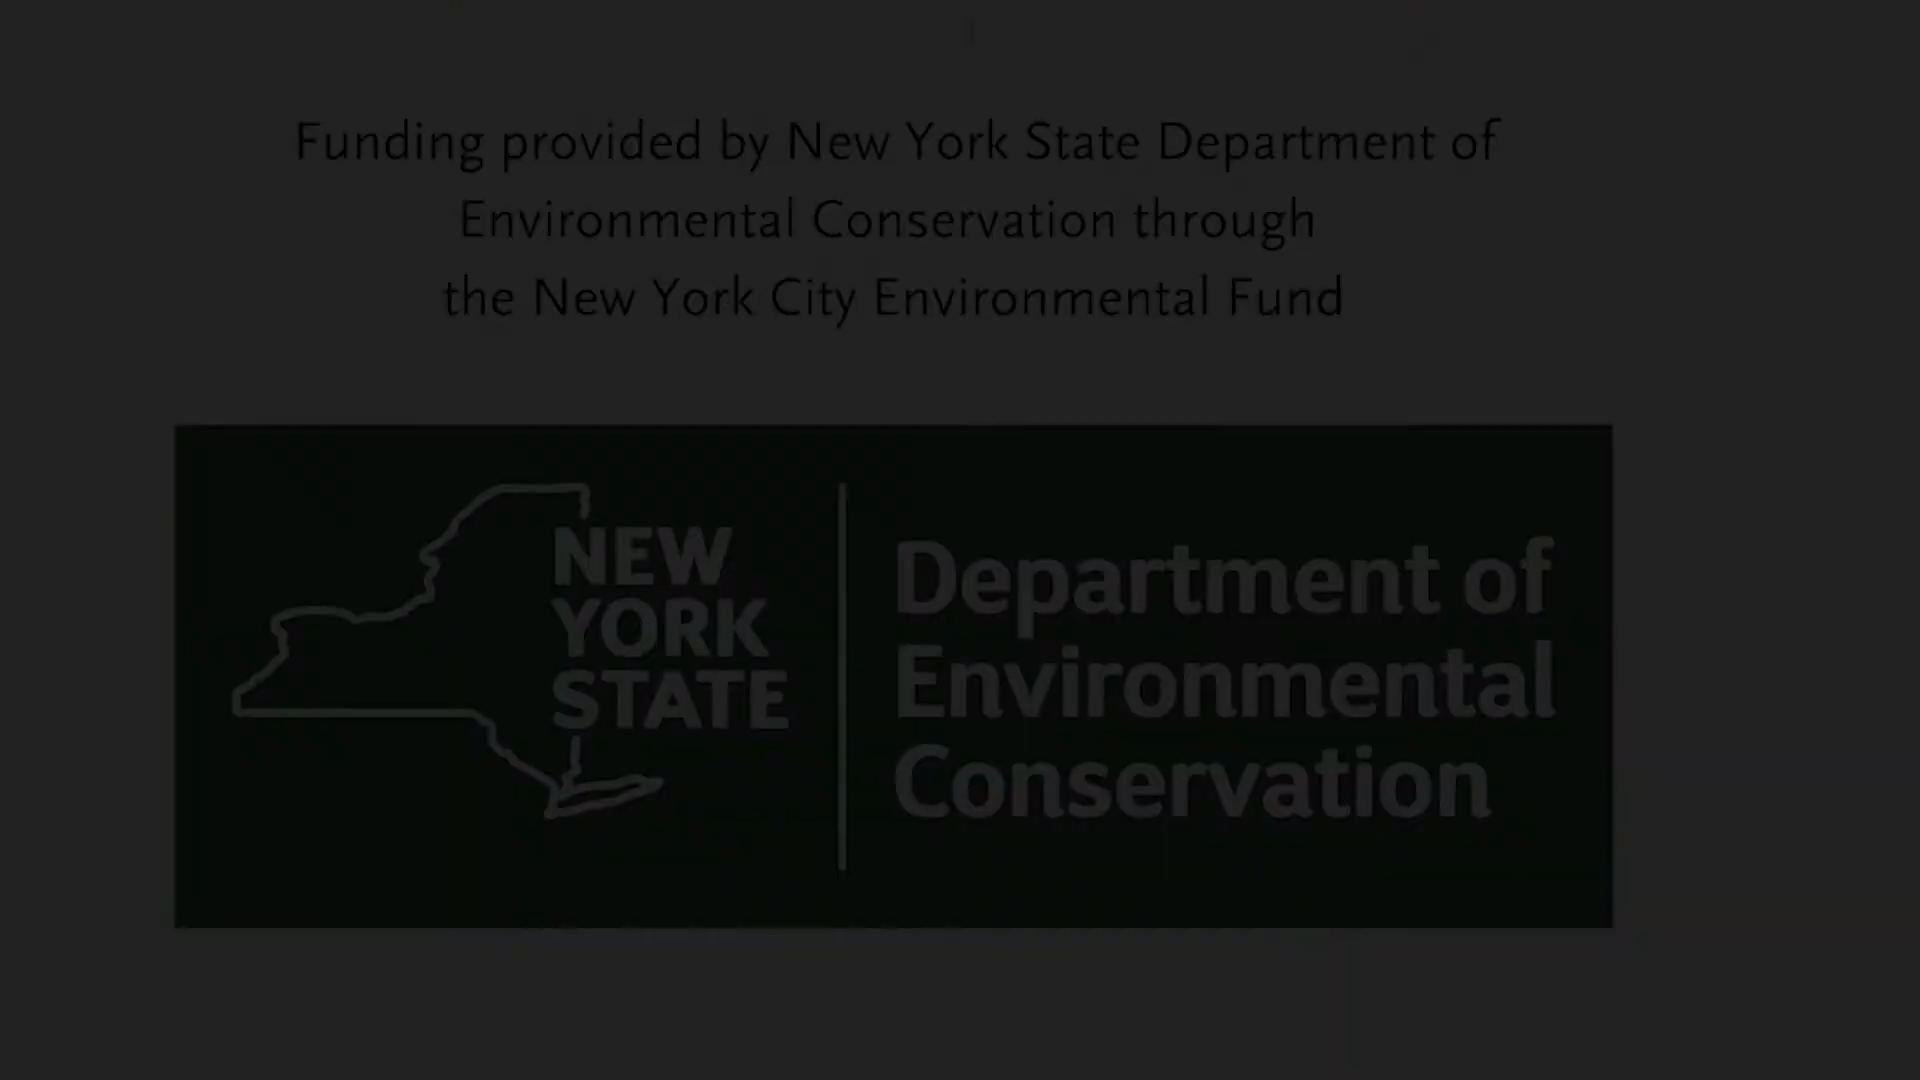 Funding provided by New York State Department of
Environmental Conservation through
the New York City Environmental Fund
NEW
YORK
STATE
Department of
Environmental
Conservation